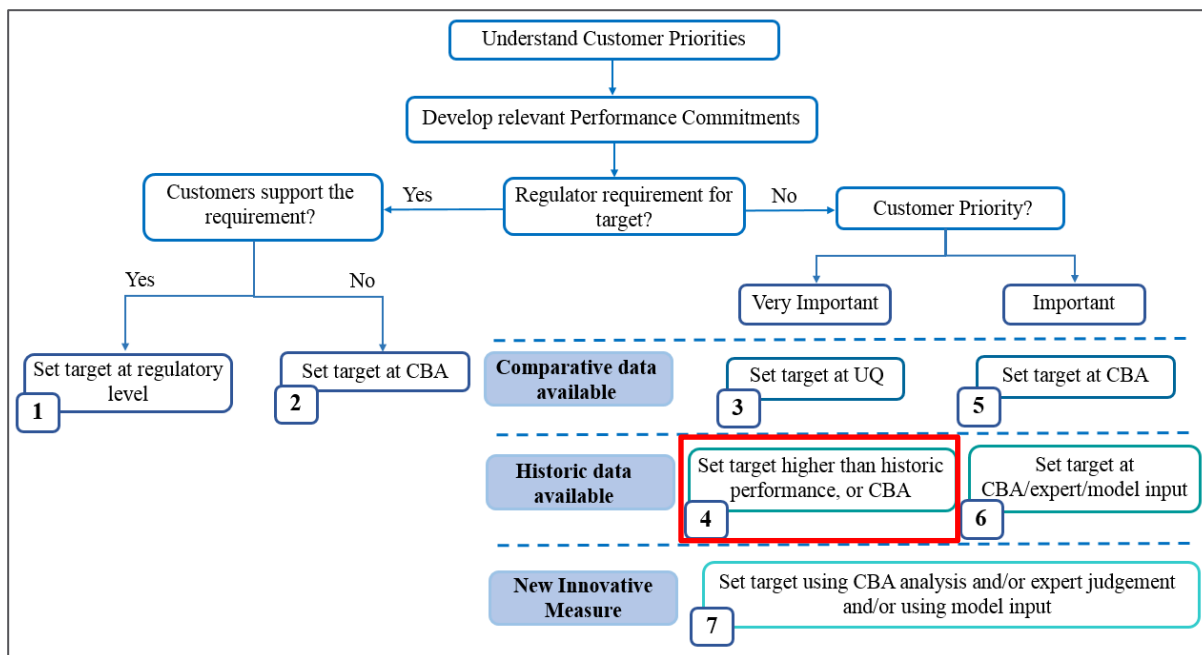 Understand Customer Priorities
Develop relevant Performance Commitments
Customers support the
requirement?
Yes
Regulator requirement for
target?
No
Customer Priority?
Yes
No
Very Important
Important
Set target at regulatory
level
1
Set target at CBA
2
Comparative data
available
Set target at UQ
3
Set target at CBA
5
Historic data
available
Set target higher than historic
performance, or CBA
4
Set target at
CBA/expert/model input
6
New Innovative
Measure
Set target using CBA analysis and/or expert judgement
and/or using model input
7